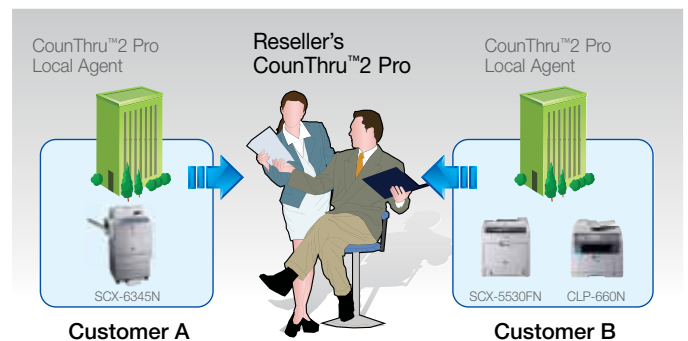 CounThru™2 Pro
Local Agent
Reseller's
CounThru™2 Pro
CounThru™2 Pro
Local Agent
SCX-6345N
Customer A
SCX-5530FN
CLP-660N
Customer B